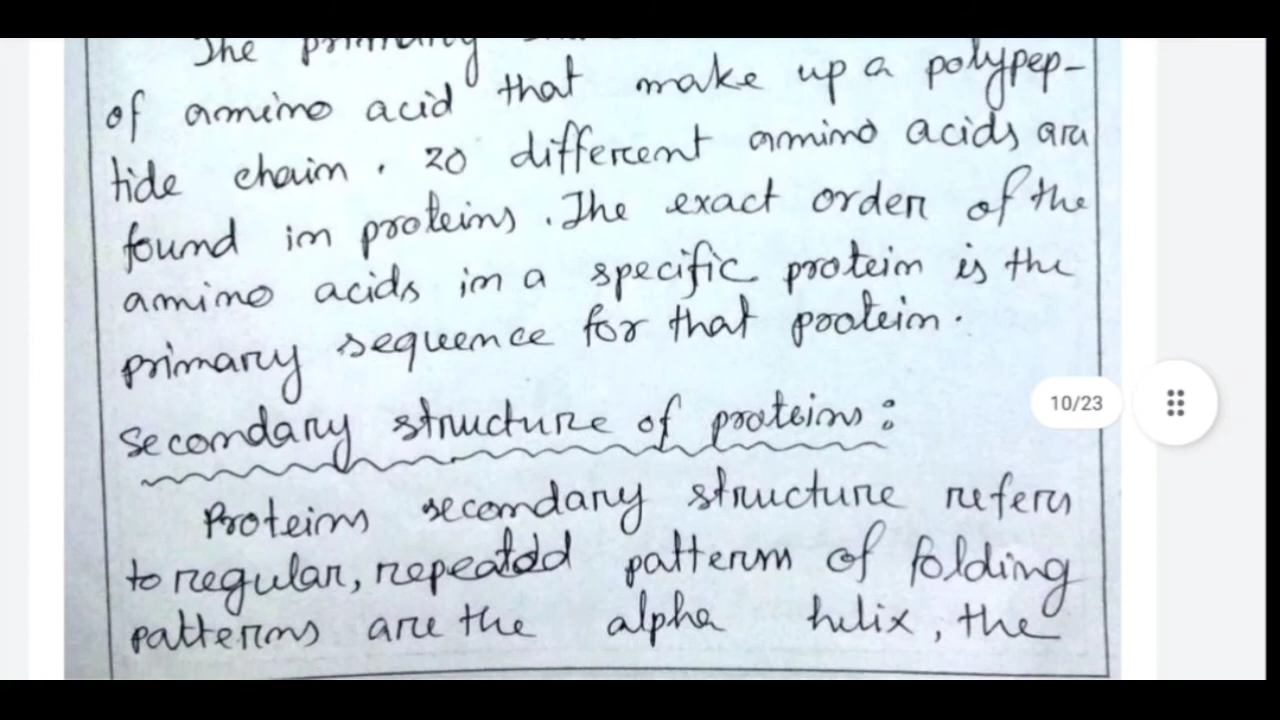 The primary
of amino acid that make up a polypep-
tide chain. 20 different amino acids are
found in proteins. The exact order of the
amino acids in a specific protein is the
primary sequence for that protein.
secondary structure of proteins:
Proteins secondary structure refers
to regular, repeated patterns of folding
patterns are the alpha helix, the
10/23